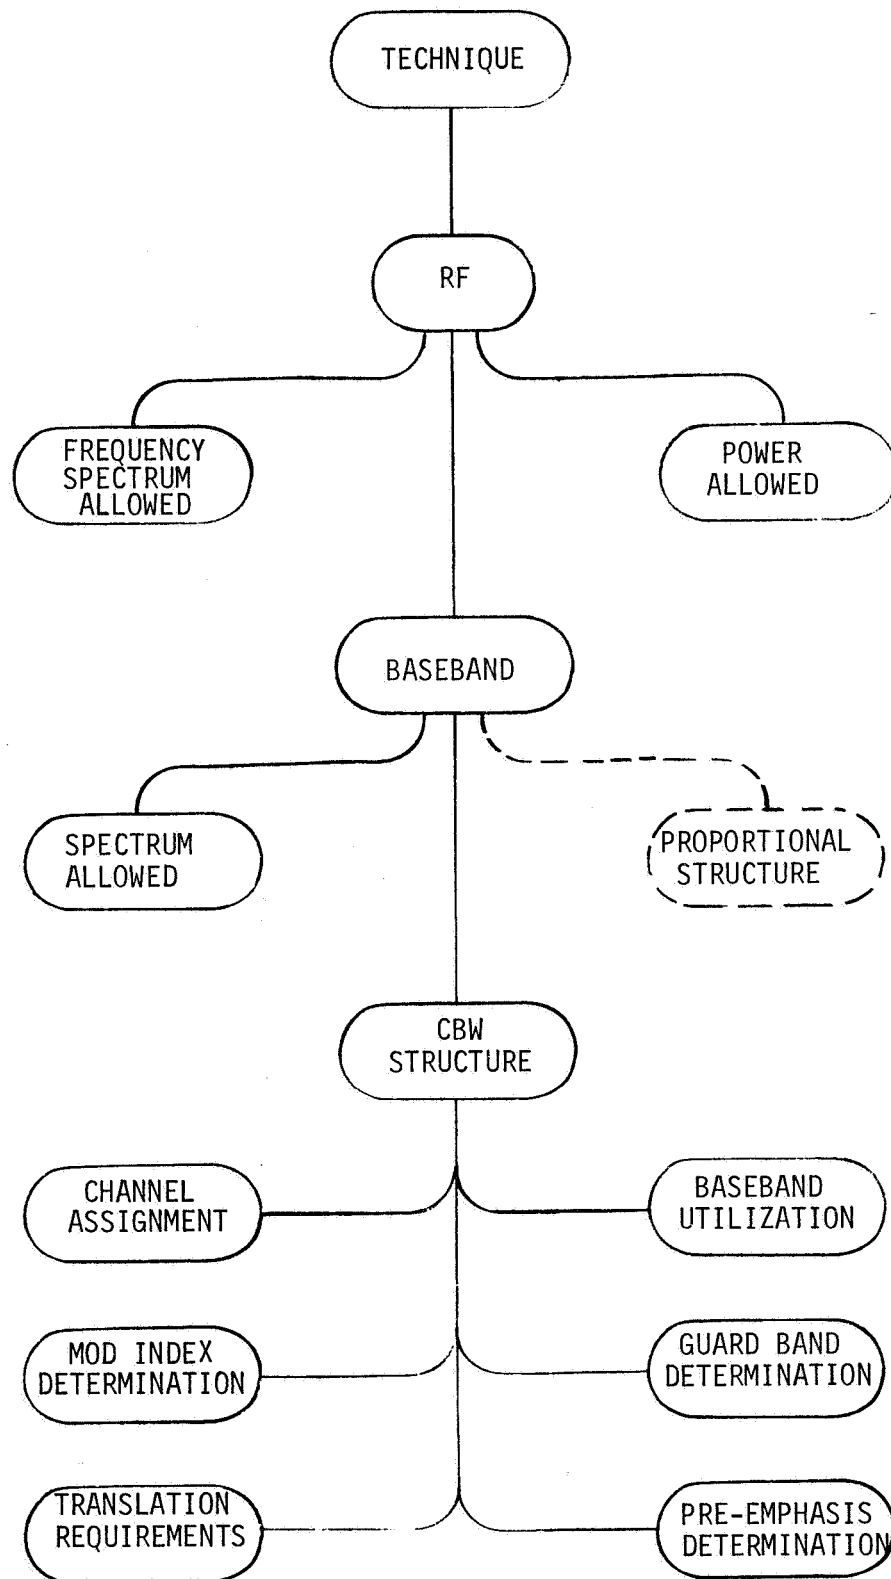 TECHNIQUE
RF
FREQUENCY
SPECTRUM
ALLOWED
POWER
ALLOWED
BASEBAND
SPECTRUM
ALLOWED
PROPORTIONAL
STRUCTURE
CBW
STRUCTURE
CHANNEL
ASSIGNMENT
BASEBAND
UTILIZATION
MOD INDEX
DETERMINATION
GUARD BAND
DETERMINATION
TRANSLATION
REQUIREMENTS
PRE-EMPHASIS
DETERMINATION